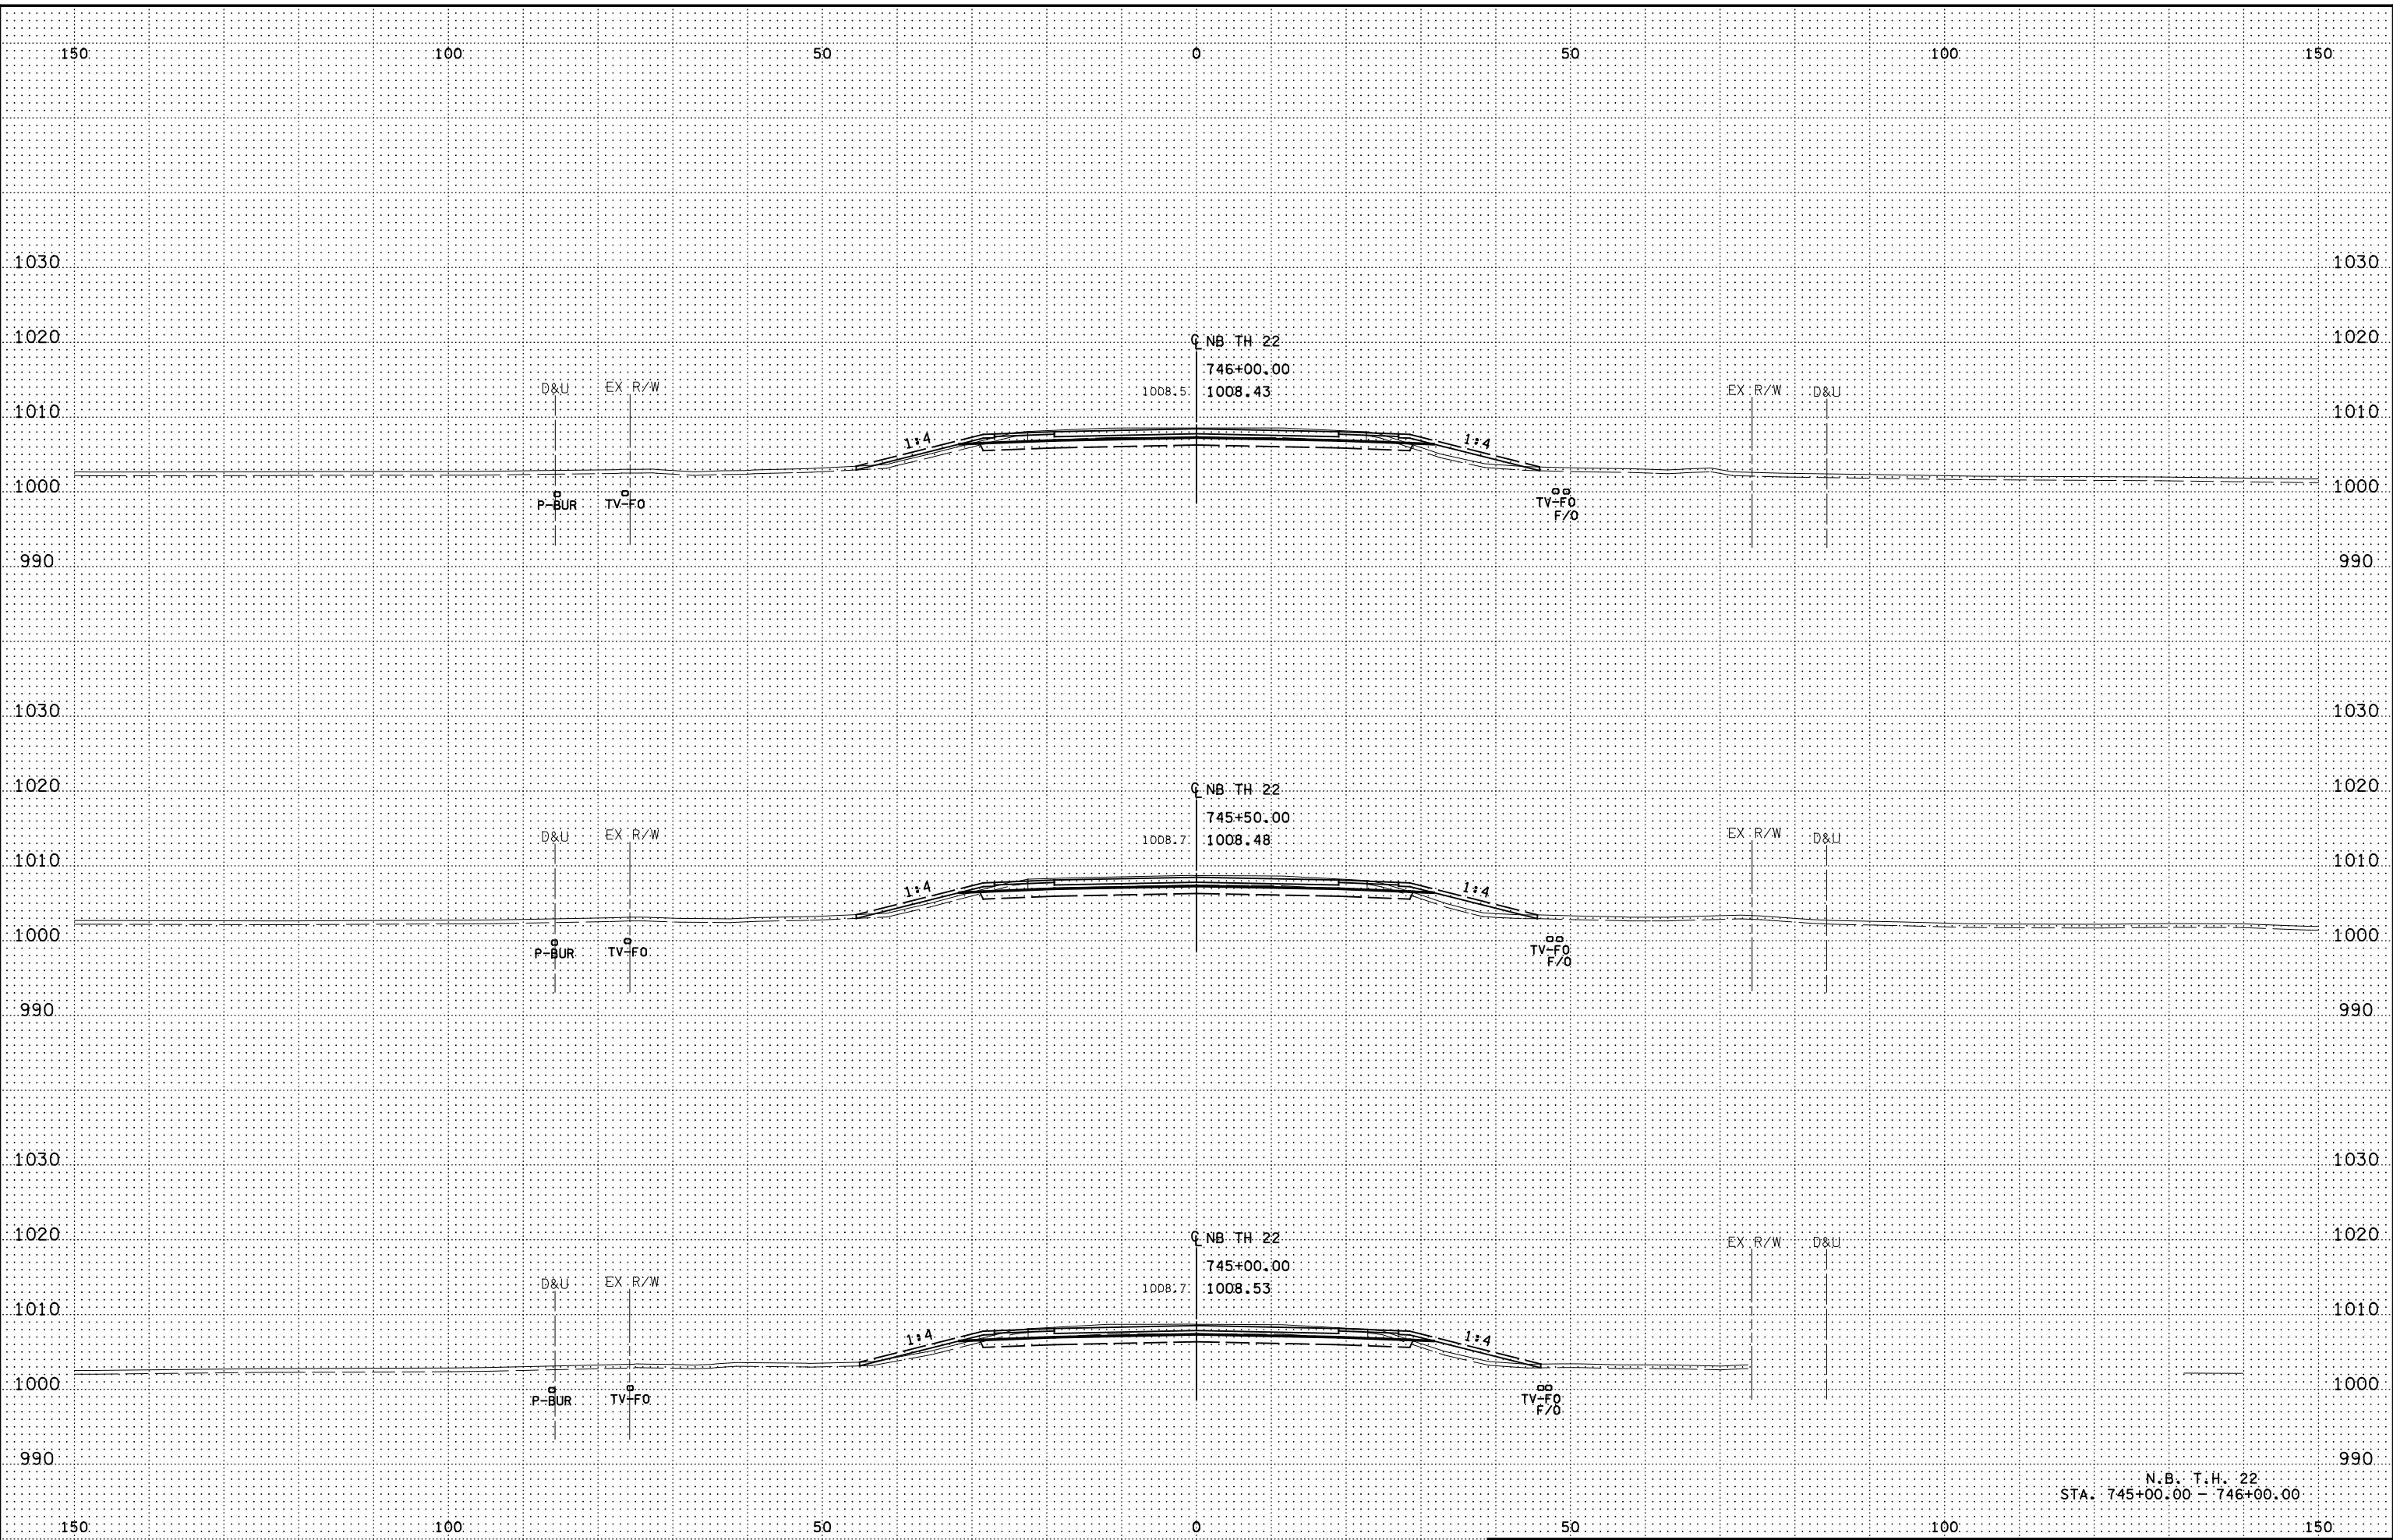 150 100 50 0 50 100 150
1030 1030
1020 ℄ NB TH 22 1020
746+00.00
D&U EX R/W 1008.5 1008.43 EX R/W D&U
1010 1010
1:4 1:4
1000 1000
P-BUR TV-FO TV-FO
F/O
990 990
1030 1030
1020 ℄ NB TH 22 1020
745+50.00
D&U EX R/W 1008.7 1008.48 EX R/W D&U
1010 1010
1:4 1:4
1000 1000
P-BUR TV-FO TV-FO
F/O
990 990
1030 1030
1020 ℄ NB TH 22 EX R/W D&U 1020
745+00.00
D&U EX R/W 1008.7 1008.53
1010 1010
1:4 1:4
1000 1000
P-BUR TV-FO TV-FO
F/O
990 990
N.B. T.H. 22
STA. 745+00.00 - 746+00.00
150 100 50 0 50 100 150